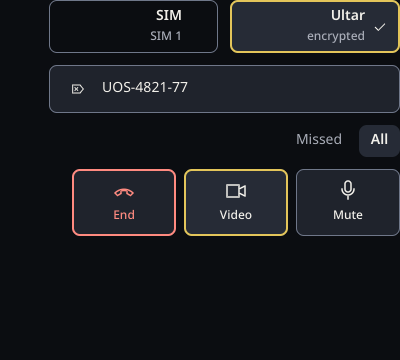 SIM
SIM 1
Ultar
encrypted
UOS-4821-77
Missed
All
End
Video
Mute